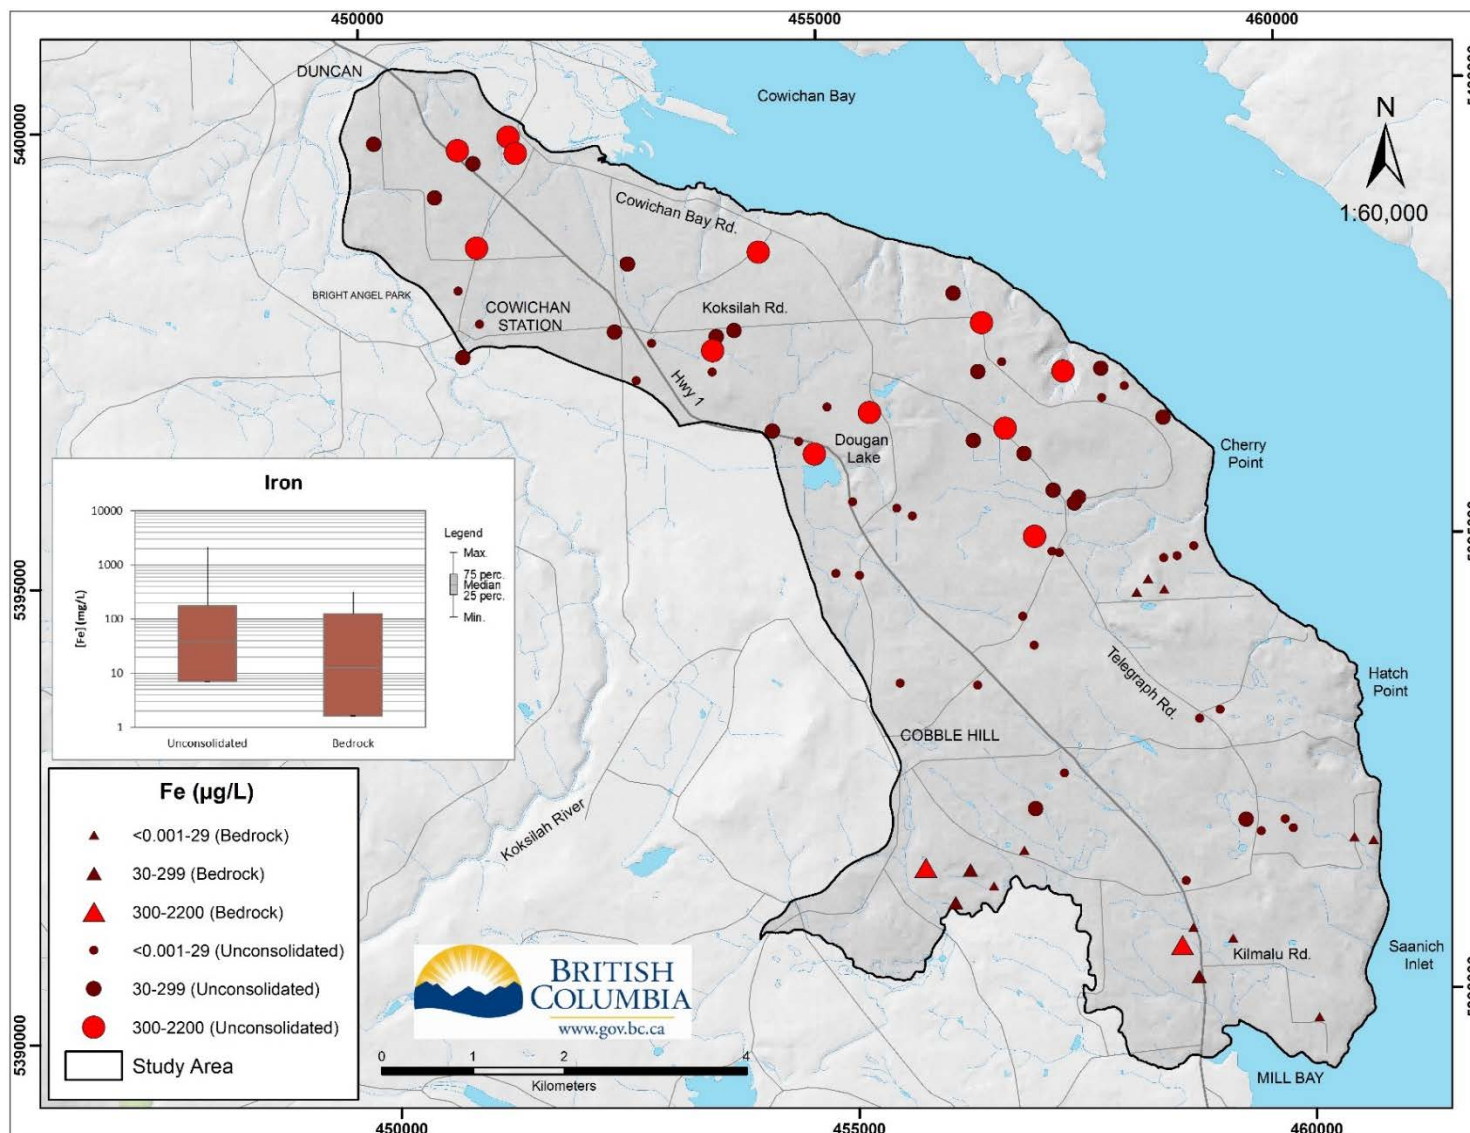 450000
455000
460000
5400000
5400000
DUNCAN
Cowichan Bay
N
1:60,000
Cowichan Bay Rd.
BRIGHT ANGEL PARK
COWICHAN
STATION
Koksilah Rd.
Hwy 1
Dougan
Lake
Cherry
Point
5395000
5395000
Iron
10000
1000
100
10
1
[Fe] (mg/L)
Unconsolidated
Bedrock
Legend
Max.
75 perc.
Median
25 perc.
Min.
Telegraph Rd.
Hatch
Point
COBBLE HILL
Koksilah River
Fe (µg/L)
<0.001-29 (Bedrock)
30-299 (Bedrock)
300-2200 (Bedrock)
<0.001-29 (Unconsolidated)
30-299 (Unconsolidated)
300-2200 (Unconsolidated)
Study Area
BRITISH
COLUMBIA
www.gov.bc.ca
Kilmalu Rd.
Saanich
Inlet
5390000
5390000
0 1 2 4
Kilometers
MILL BAY
450000
455000
460000